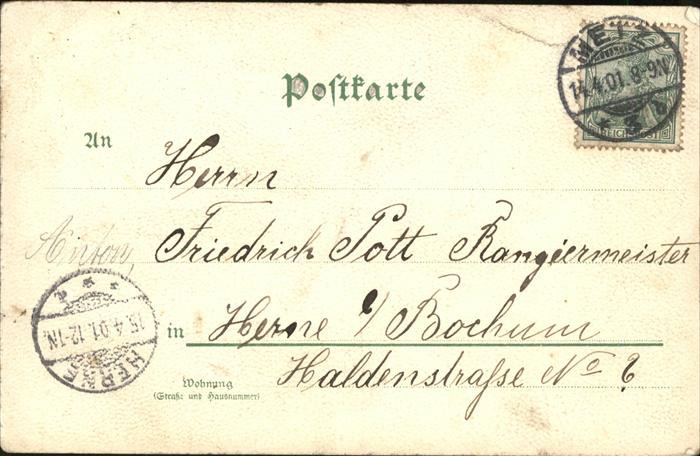 Postkarte
METZ
14.4.01. 8-9N
* 3 b
REICHSPOST
An
Herrn
Friedrich Pott Rangiermeister
in Herne i/ Bochum
Haldenstraſse No 6
Wohnung
(Straße und Hausnummer)
15.4.01. 12-1N
HERNE